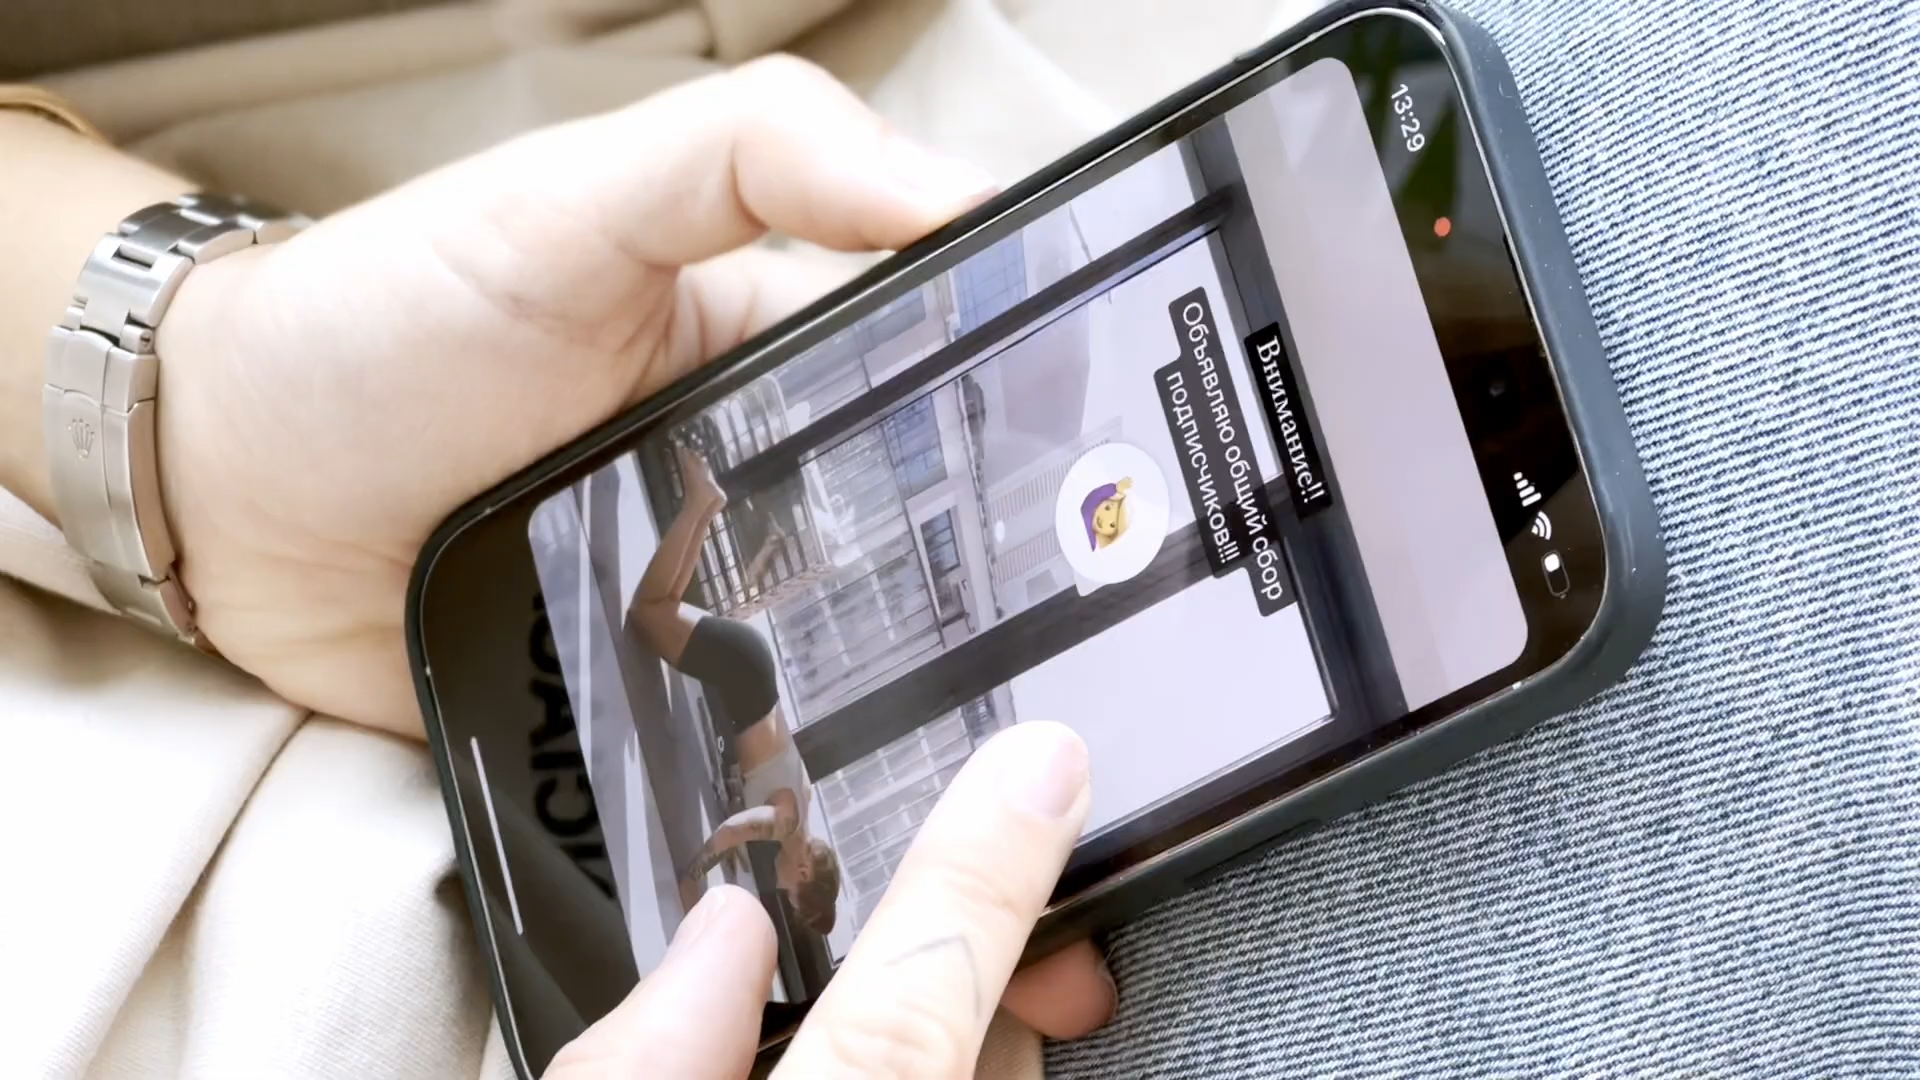 13:29
Внимание!!
Объявляю общий сбор
подписчиков!!!